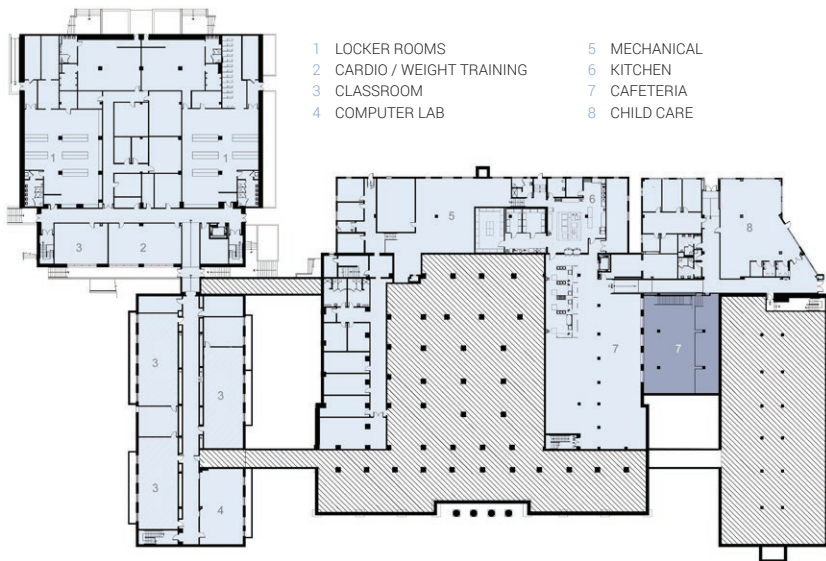 1 LOCKER ROOMS
2 CARDIO / WEIGHT TRAINING
3 CLASSROOM
4 COMPUTER LAB
5 MECHANICAL
6 KITCHEN
7 CAFETERIA
8 CHILD CARE
1
1
3
2
5
6
8
3
3
7
7
3
4